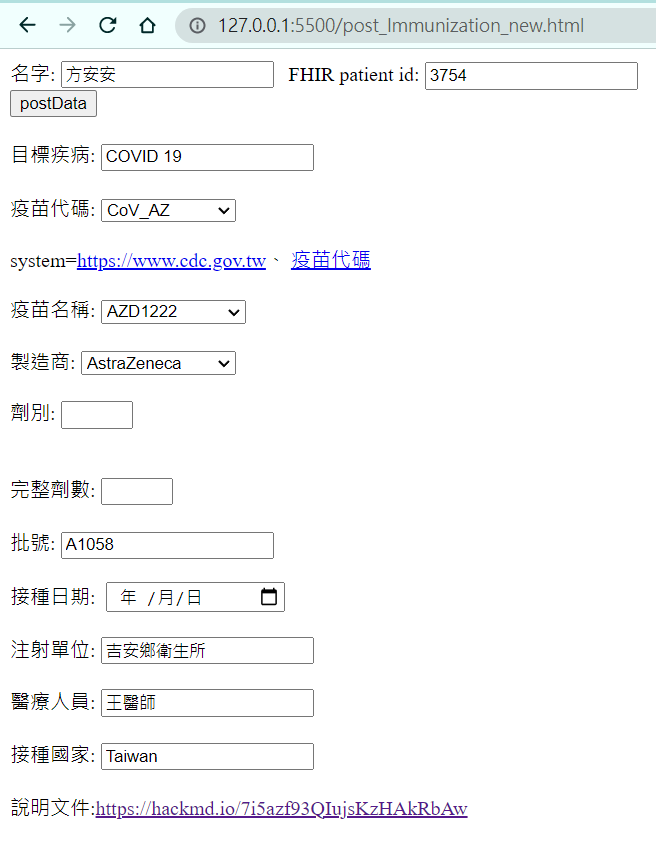 127.0.0.1:5500/post_Immunization_new.html
名字: 方安安 FHIR patient id: 3754
postData
目標疾病: COVID 19
疫苗代碼: CoV_AZ
system=https://www.cdc.gov.tw、 疫苗代碼
疫苗名稱: AZD1222
製造商: AstraZeneca
劑別:
完整劑數:
批號: A1058
接種日期: 年 /月/日
注射單位: 吉安鄉衛生所
醫療人員: 王醫師
接種國家: Taiwan
說明文件:https://hackmd.io/7i5azf93QIujsKzHAkRbAw